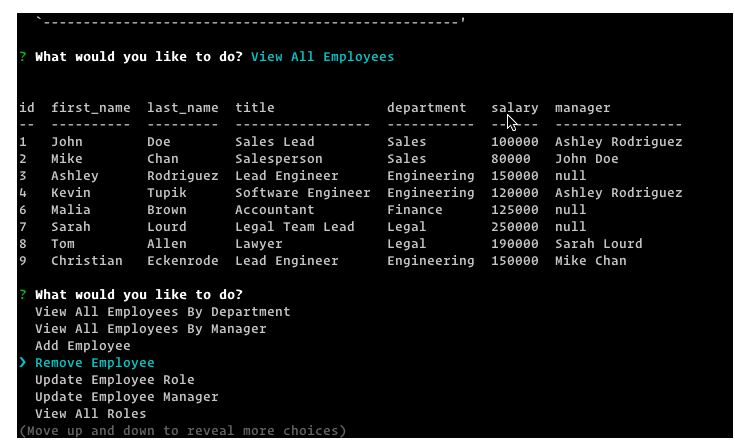 `----------------------------------------------------'
? What would you like to do? View All Employees
id  first_name  last_name  title              department   salary  manager
--  ----------  ---------  -----------------  -----------  ------  ----------------
1   John        Doe        Sales Lead         Sales        100000  Ashley Rodriguez
2   Mike        Chan       Salesperson        Sales        80000   John Doe
3   Ashley      Rodriguez  Lead Engineer      Engineering  150000  null
4   Kevin       Tupik      Software Engineer  Engineering  120000  Ashley Rodriguez
6   Malia       Brown      Accountant         Finance      125000  null
7   Sarah       Lourd      Legal Team Lead    Legal        250000  null
8   Tom         Allen      Lawyer             Legal        190000  Sarah Lourd
9   Christian   Eckenrode  Lead Engineer      Engineering  150000  Mike Chan
? What would you like to do?
View All Employees By Department
View All Employees By Manager
Add Employee
❯ Remove Employee
Update Employee Role
Update Employee Manager
View All Roles
(Move up and down to reveal more choices)